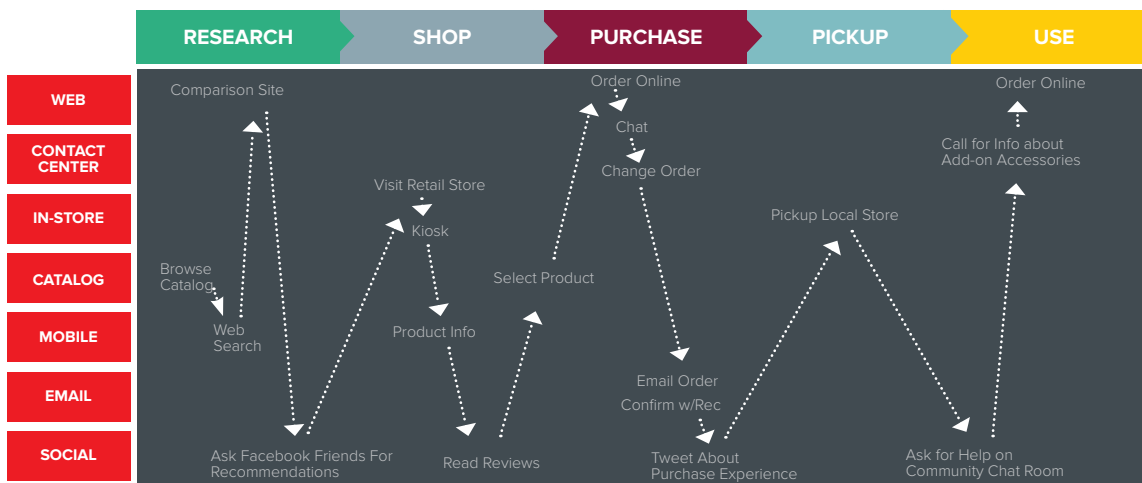 RESEARCH
SHOP
PURCHASE
PICKUP
USE
WEB
CONTACT
CENTER
IN-STORE
CATALOG
MOBILE
EMAIL
SOCIAL
Comparison Site
Browse
Catalog
Web
Search
Ask Facebook Friends For
Recommendations
Visit Retail Store
Kiosk
Product Info
Read Reviews
Select Product
Order Online
Chat
Change Order
Email Order
Confirm w/Rec
Tweet About
Purchase Experience
Pickup Local Store
Ask for Help on
Community Chat Room
Call for Info about
Add-on Accessories
Order Online